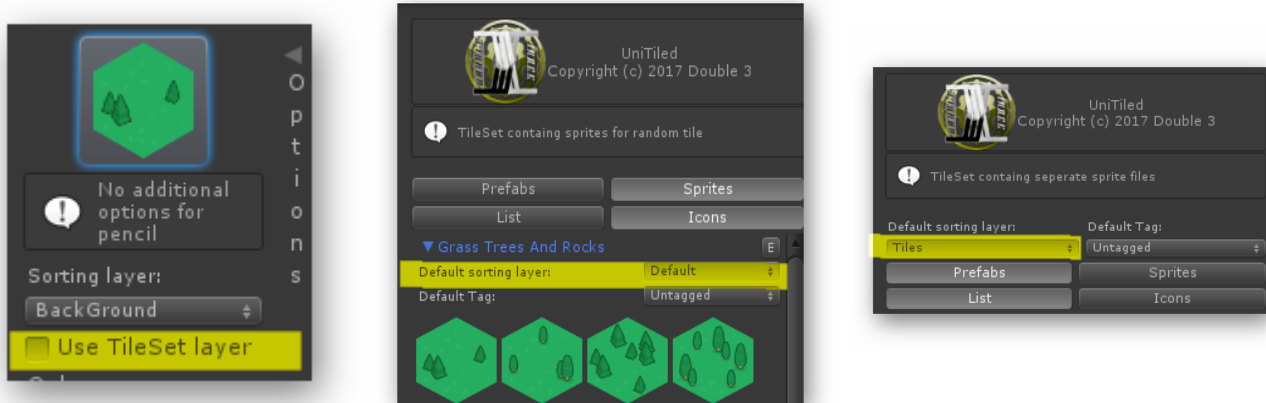 Options
No additional
options for
pencil
Sorting layer:
BackGround
Use TileSet layer
UniTiled
Copyright (c) 2017 Double 3
TileSet containg sprites for random tile
Prefabs
Sprites
List
Icons
Grass Trees And Rocks
E
Default sorting layer:
Default
Default Tag:
Untagged
UniTiled
Copyright (c) 2017 Double 3
TileSet containg seperate sprite files
Default sorting layer:
Default Tag:
Tiles
Untagged
Prefabs
Sprites
List
Icons